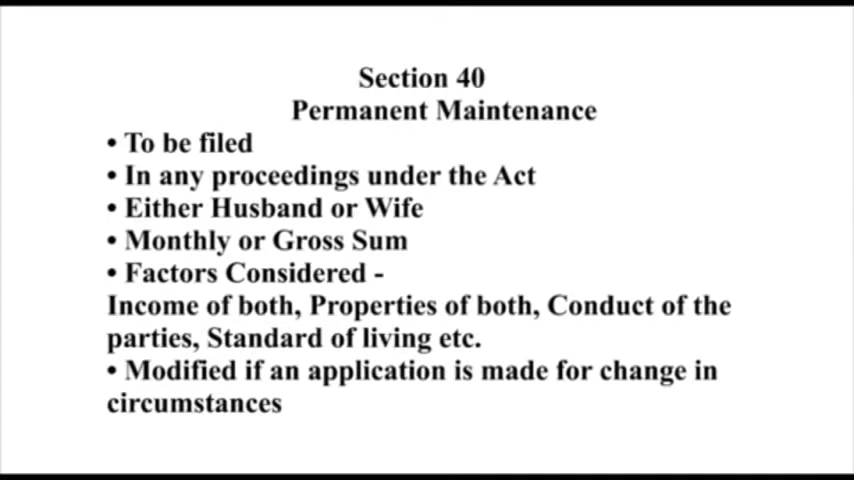 Section 40
Permanent Maintenance
• To be filed
• In any proceedings under the Act
• Either Husband or Wife
• Monthly or Gross Sum
• Factors Considered -
Income of both, Properties of both, Conduct of the
parties, Standard of living etc.
• Modified if an application is made for change in
circumstances